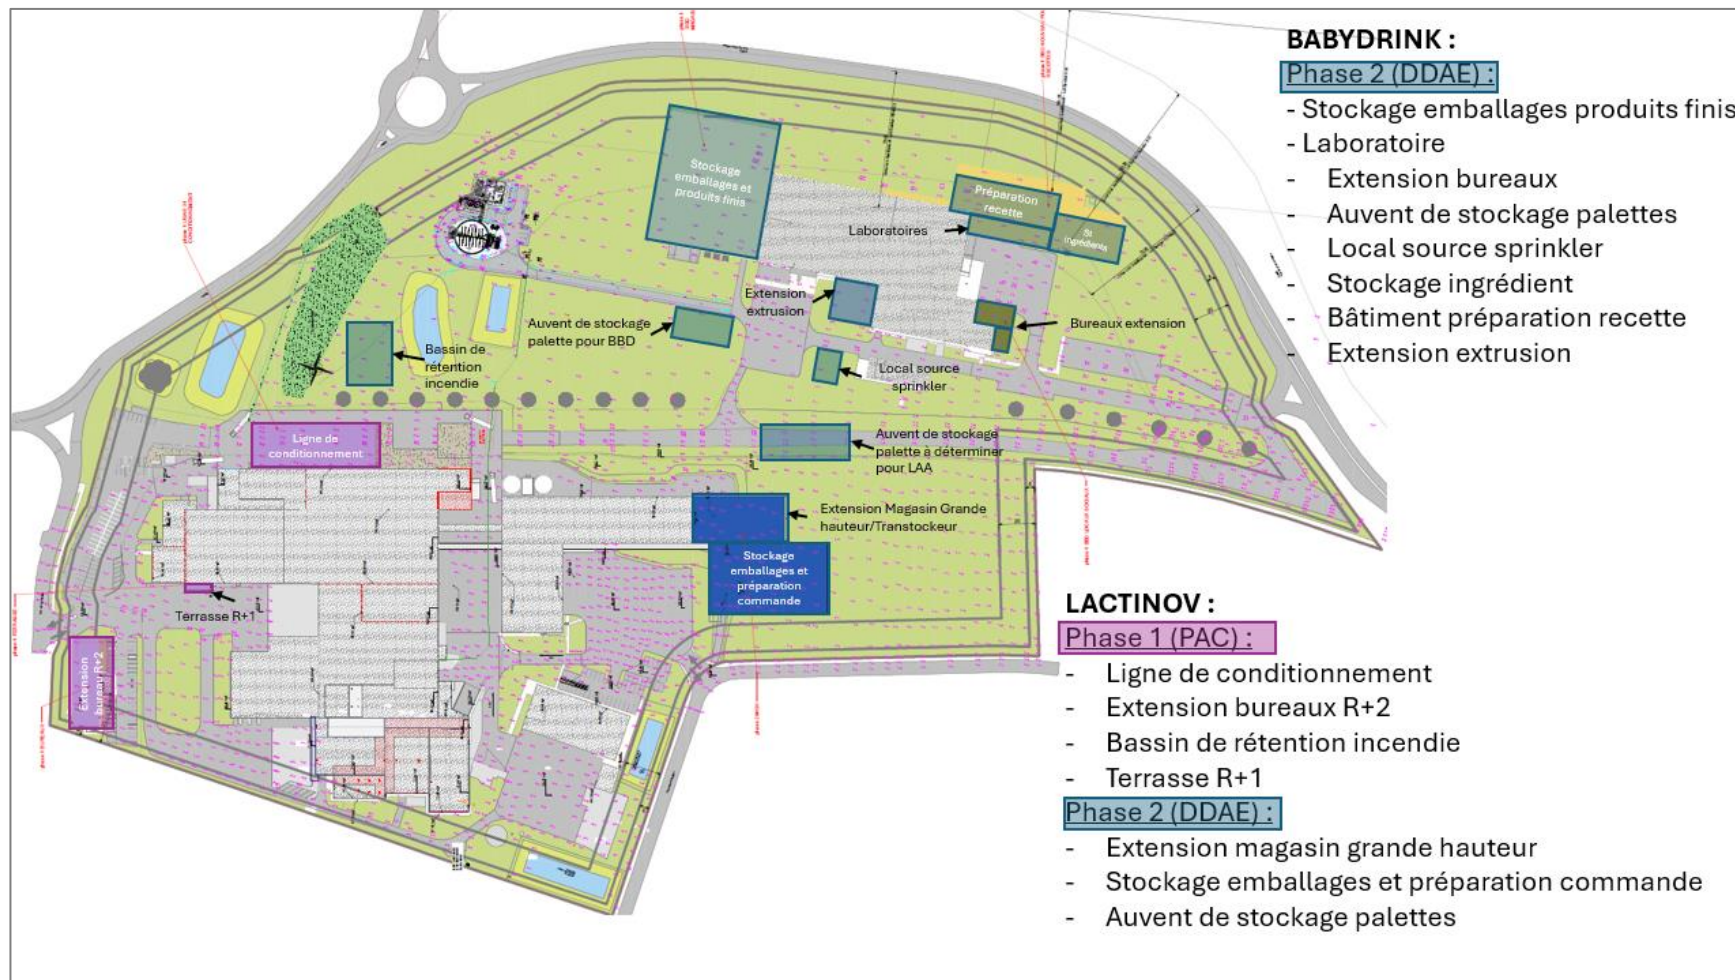 BABYDRINK :
Phase 2 (DDAE) :
- Stockage emballages produits finis
- Laboratoire
- Extension bureaux
- Auvent de stockage palettes
- Local source sprinkler
- Stockage ingrédient
- Bâtiment préparation recette
- Extension extrusion
Stockage
emballages et
produits finis
Préparation
recette
Laboratoires
St
ingrédients
Extension
extrusion
Bureaux extension
Auvent de stockage
palette pour BBD
Bassin de
rétention
incendie
Local source
sprinkler
Ligne de
conditionnement
Auvent de stockage
palette à déterminer
pour LAA
Extension Magasin Grande
hauteur/Transtockeur
Stockage
emballages et
préparation
commande
Terrasse R+1
Extension
bureau R+2
LACTINOV :
Phase 1 (PAC) :
- Ligne de conditionnement
- Extension bureaux R+2
- Bassin de rétention incendie
- Terrasse R+1
Phase 2 (DDAE) :
- Extension magasin grande hauteur
- Stockage emballages et préparation commande
- Auvent de stockage palettes